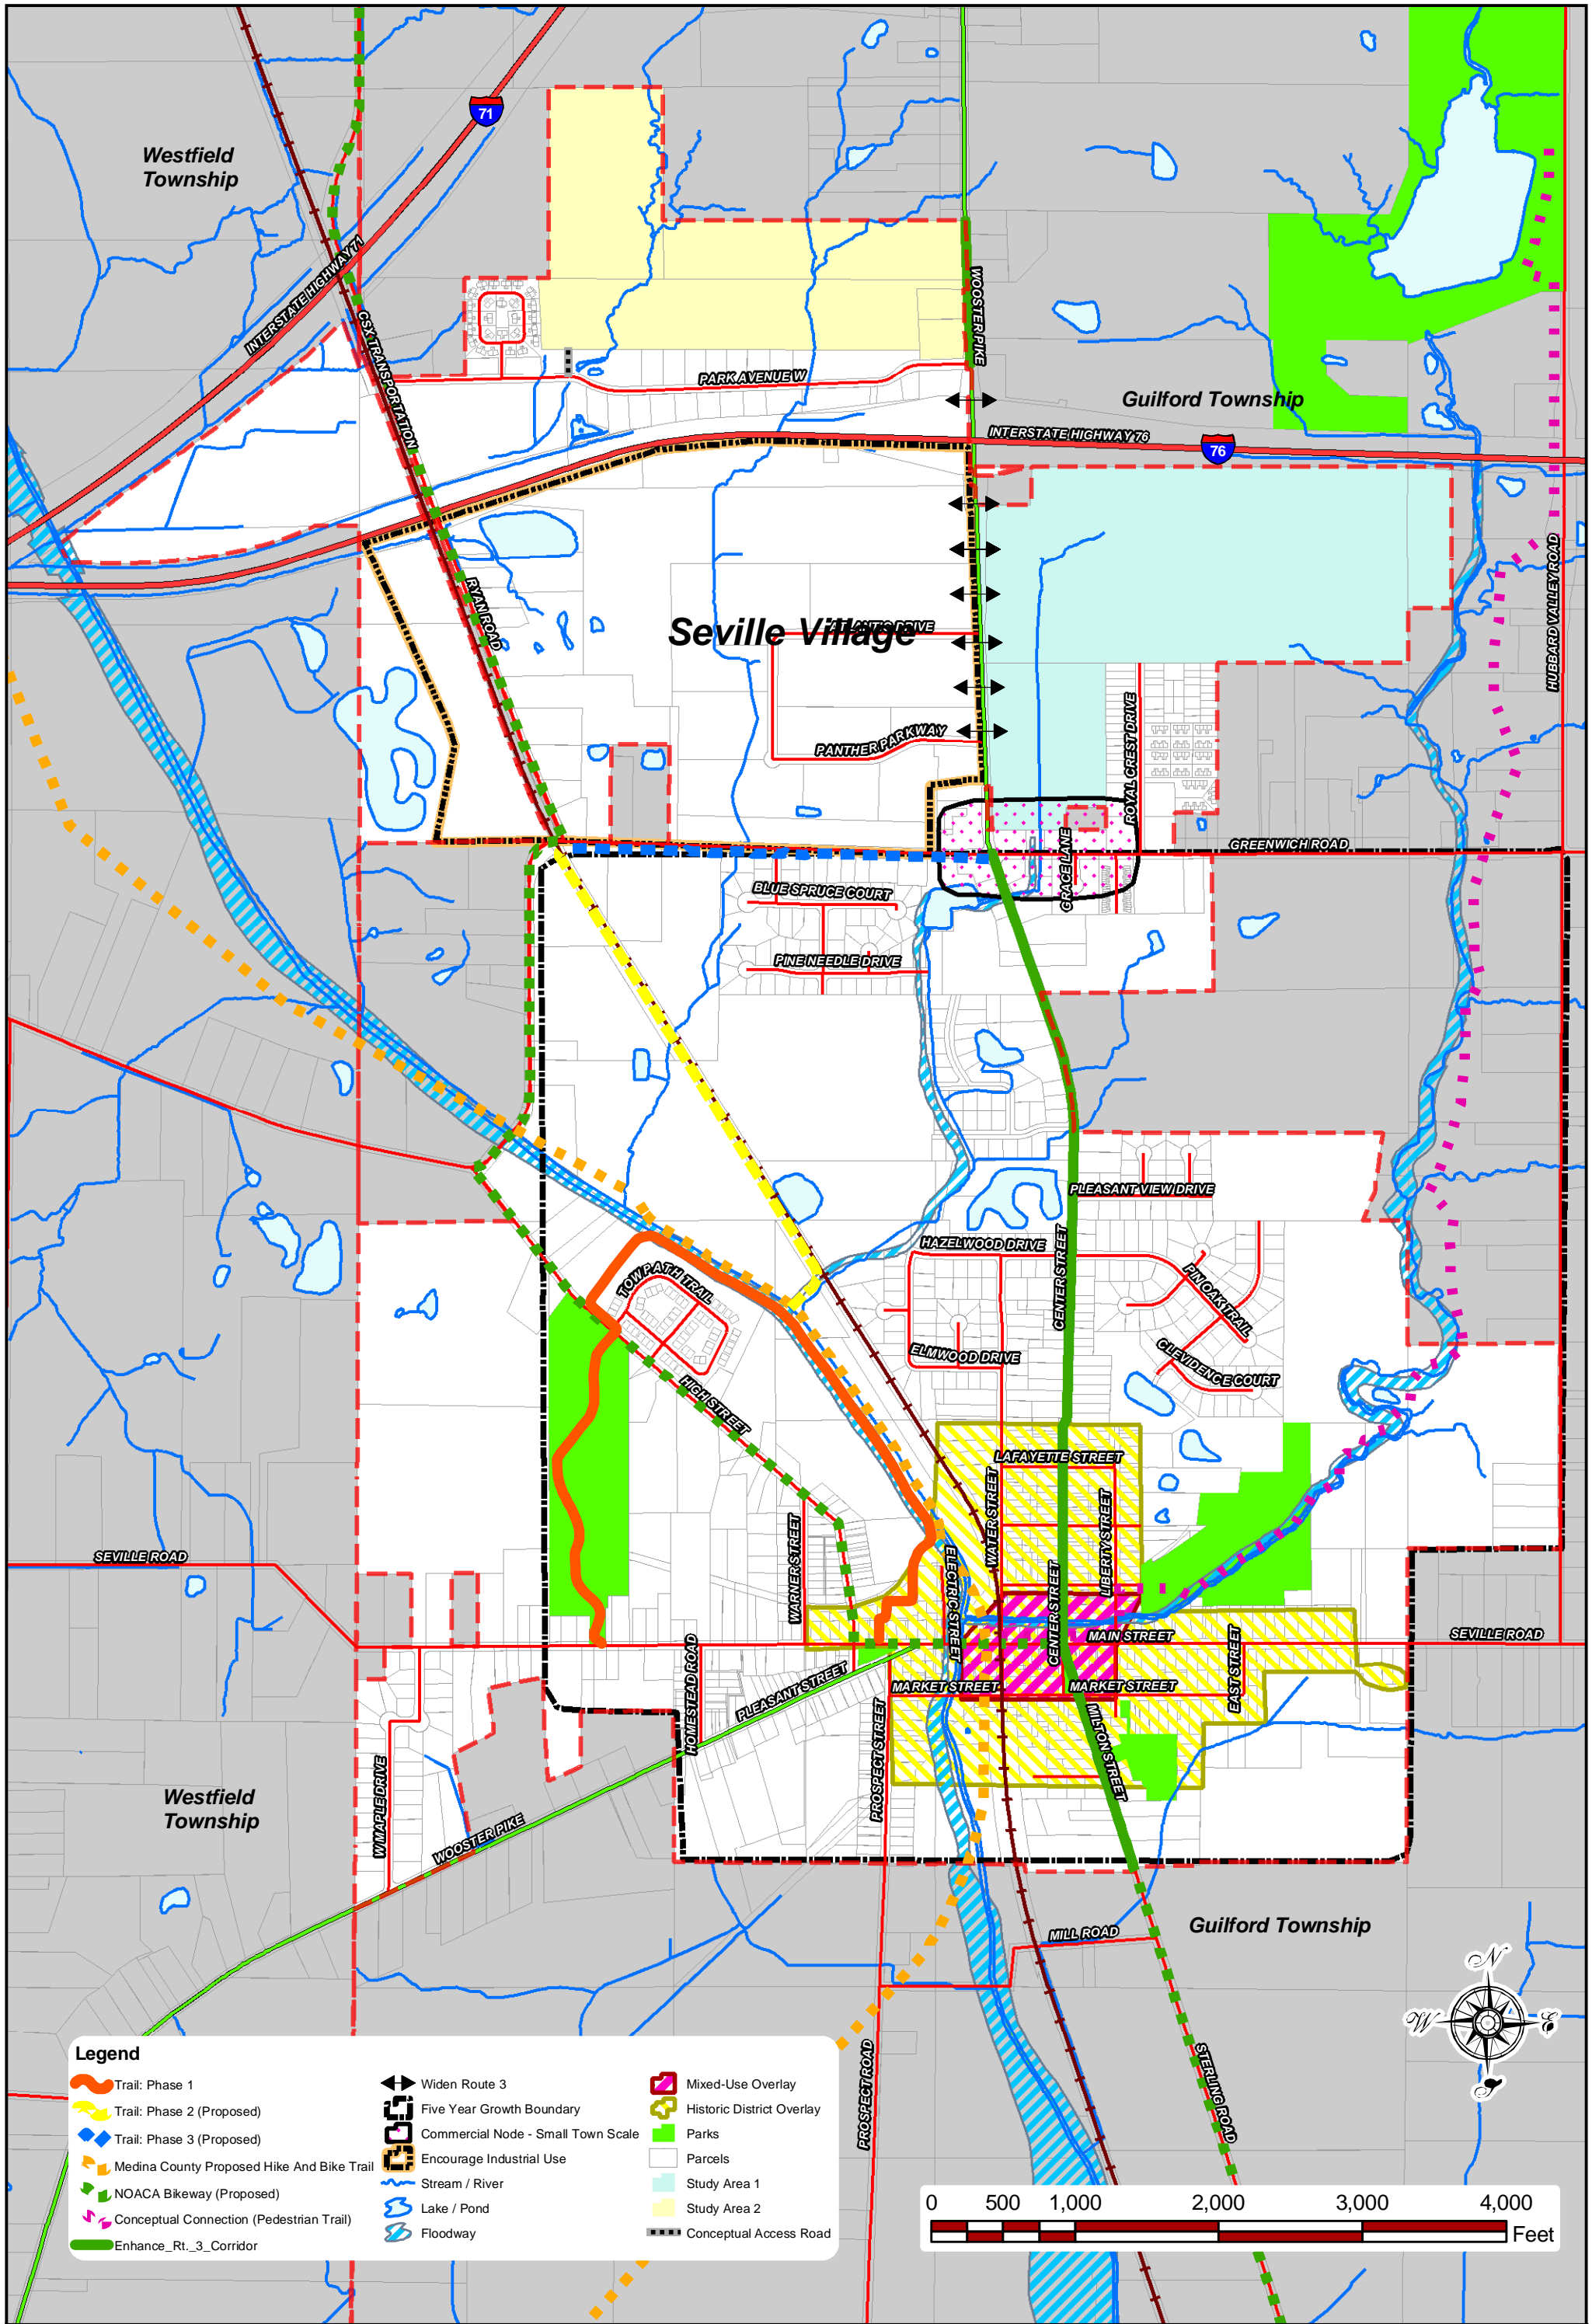 71
Westfield
Township
INTERSTATE HIGHWAY 71
CSX TRANSPORTATION
WOOSTER PIKE
PARK AVENUE W
Guilford Township
INTERSTATE HIGHWAY 76
76
HUBBARD VALLEY ROAD
RYAN ROAD
Seville Village
ATLANTIC DRIVE
PANTHER PARKWAY
ROYAL CREST DRIVE
GREENWICH ROAD
GRACE LANE
BLUE SPRUCE COURT
PINE NEEDLE DRIVE
PLEASANT VIEW DRIVE
HAZELWOOD DRIVE
CENTER STREET
PIN OAK TRAIL
TOWPATH TRAIL
ELMWOOD DRIVE
CLEVIDENCE COURT
HIGH STREET
LAFAYETTE STREET
WATER STREET
LIBERTY STREET
WARNER STREET
SEVILLE ROAD
ELECTRIC STREET
CENTER STREET
MAIN STREET
SEVILLE ROAD
EAST STREET
HOMESTEAD ROAD
PLEASANT STREET
MARKET STREET
MARKET STREET
PROSPECT STREET
MILTON STREET
W MAPLE DRIVE
WOOSTER PIKE
Westfield
Township
Guilford Township
MILL ROAD
N
W
E
S
STERLING ROAD
PROSPECT ROAD
Legend
Trail: Phase 1
Trail: Phase 2 (Proposed)
Trail: Phase 3 (Proposed)
Medina County Proposed Hike And Bike Trail
NOACA Bikeway (Proposed)
Conceptual Connection (Pedestrian Trail)
Enhance_Rt._3_Corridor
Widen Route 3
Five Year Growth Boundary
Commercial Node - Small Town Scale
Encourage Industrial Use
Stream / River
Lake / Pond
Floodway
Mixed-Use Overlay
Historic District Overlay
Parks
Parcels
Study Area 1
Study Area 2
Conceptual Access Road
0 500 1,000 2,000 3,000 4,000
Feet